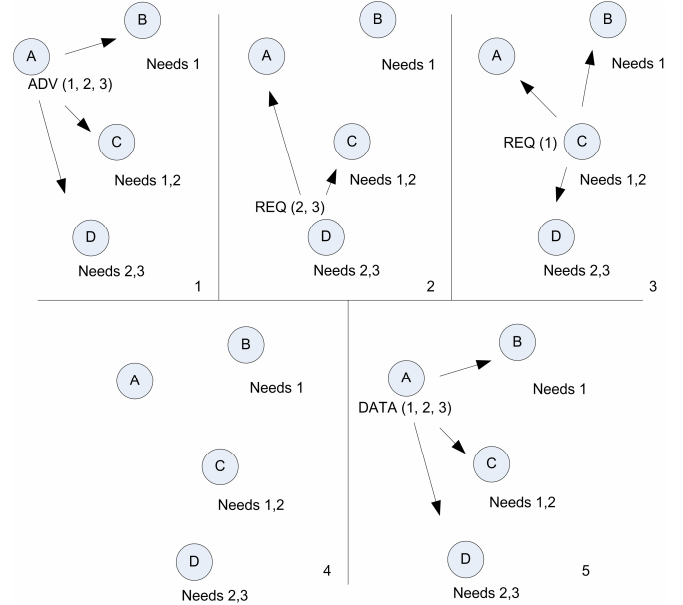 A
B
Needs 1
ADV (1, 2, 3)
C
Needs 1,2
D
Needs 2,3
1
A
B
Needs 1
C
Needs 1,2
REQ (2, 3)
D
Needs 2,3
2
A
B
Needs 1
REQ (1)
C
Needs 1,2
D
Needs 2,3
3
A
B
Needs 1
C
Needs 1,2
D
Needs 2,3
4
A
B
Needs 1
DATA (1, 2, 3)
C
Needs 1,2
D
Needs 2,3
5